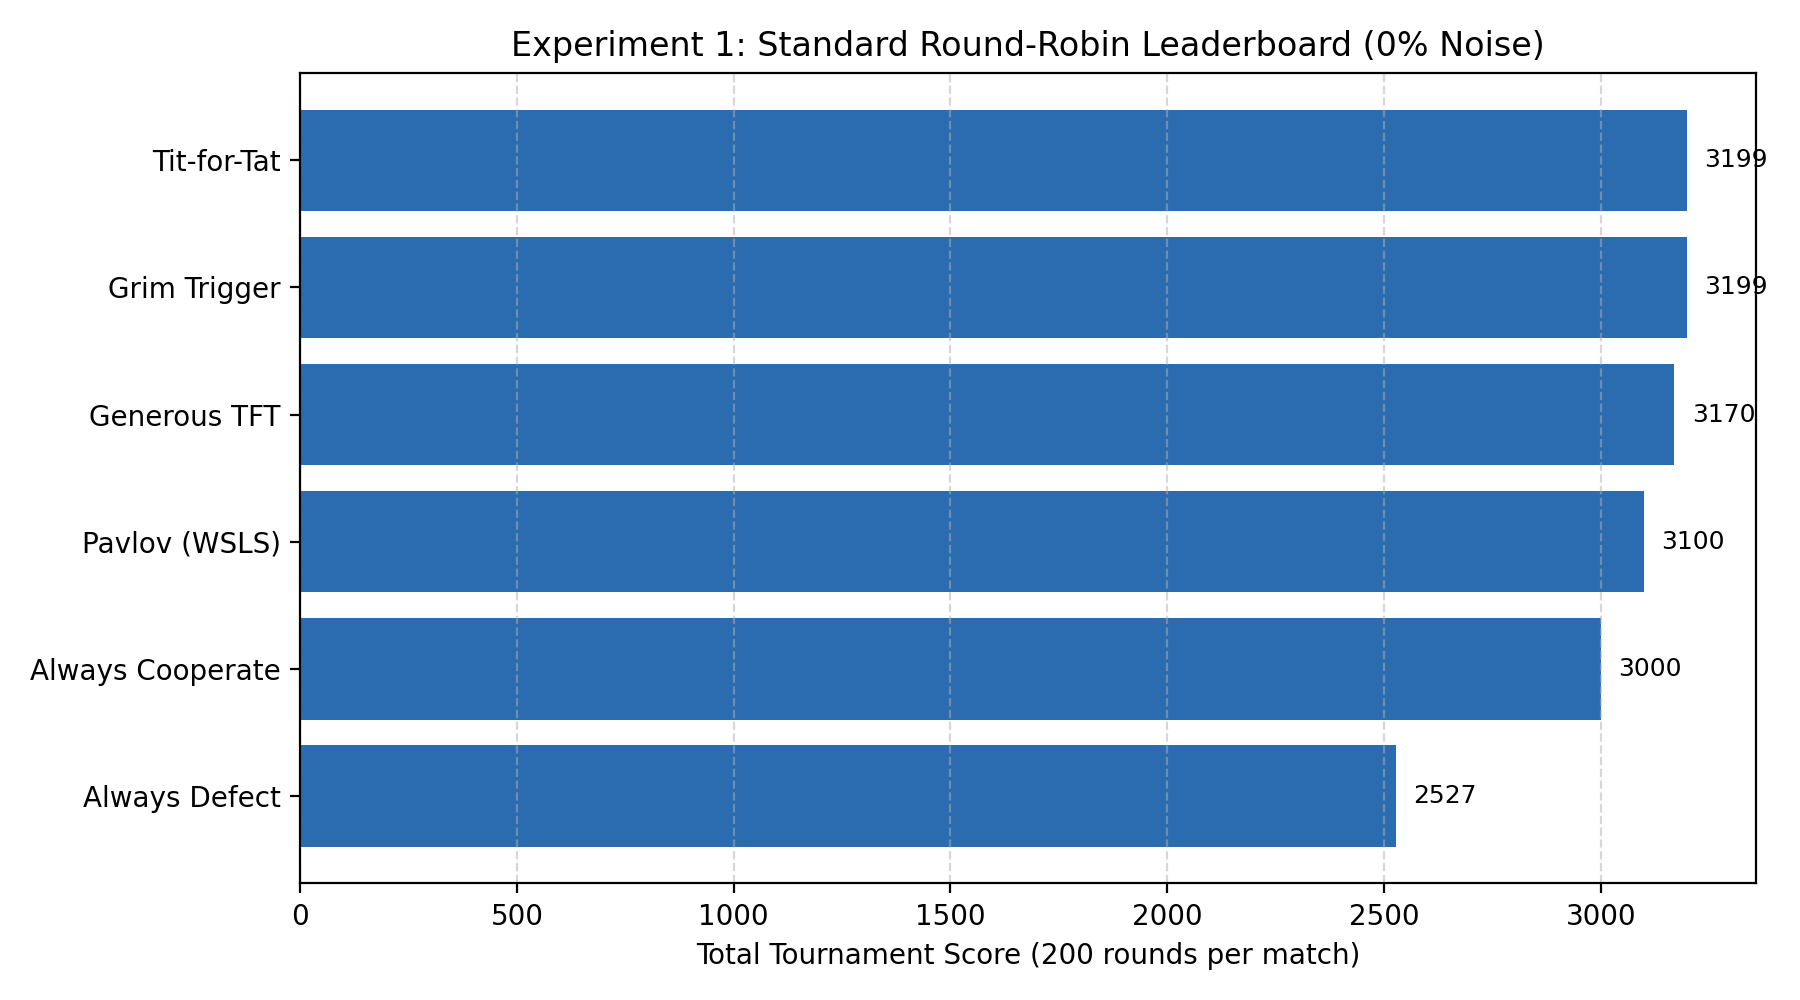 Experiment 1: Standard Round-Robin Leaderboard (0% Noise)
Tit-for-Tat 3199
Grim Trigger 3199
Generous TFT 3170
Pavlov (WSLS) 3100
Always Cooperate 3000
Always Defect 2527
0 500 1000 1500 2000 2500 3000
Total Tournament Score (200 rounds per match)